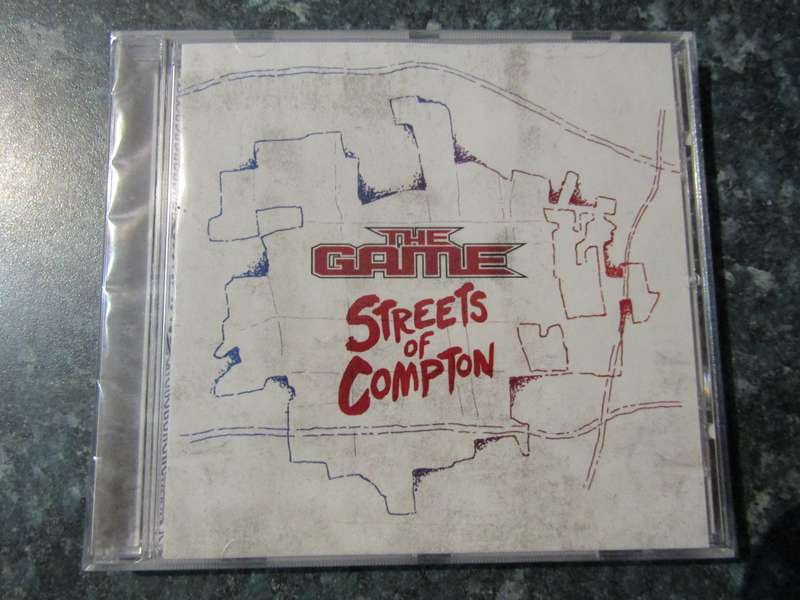 THE
GAME
STREETS
OF
COMPTON